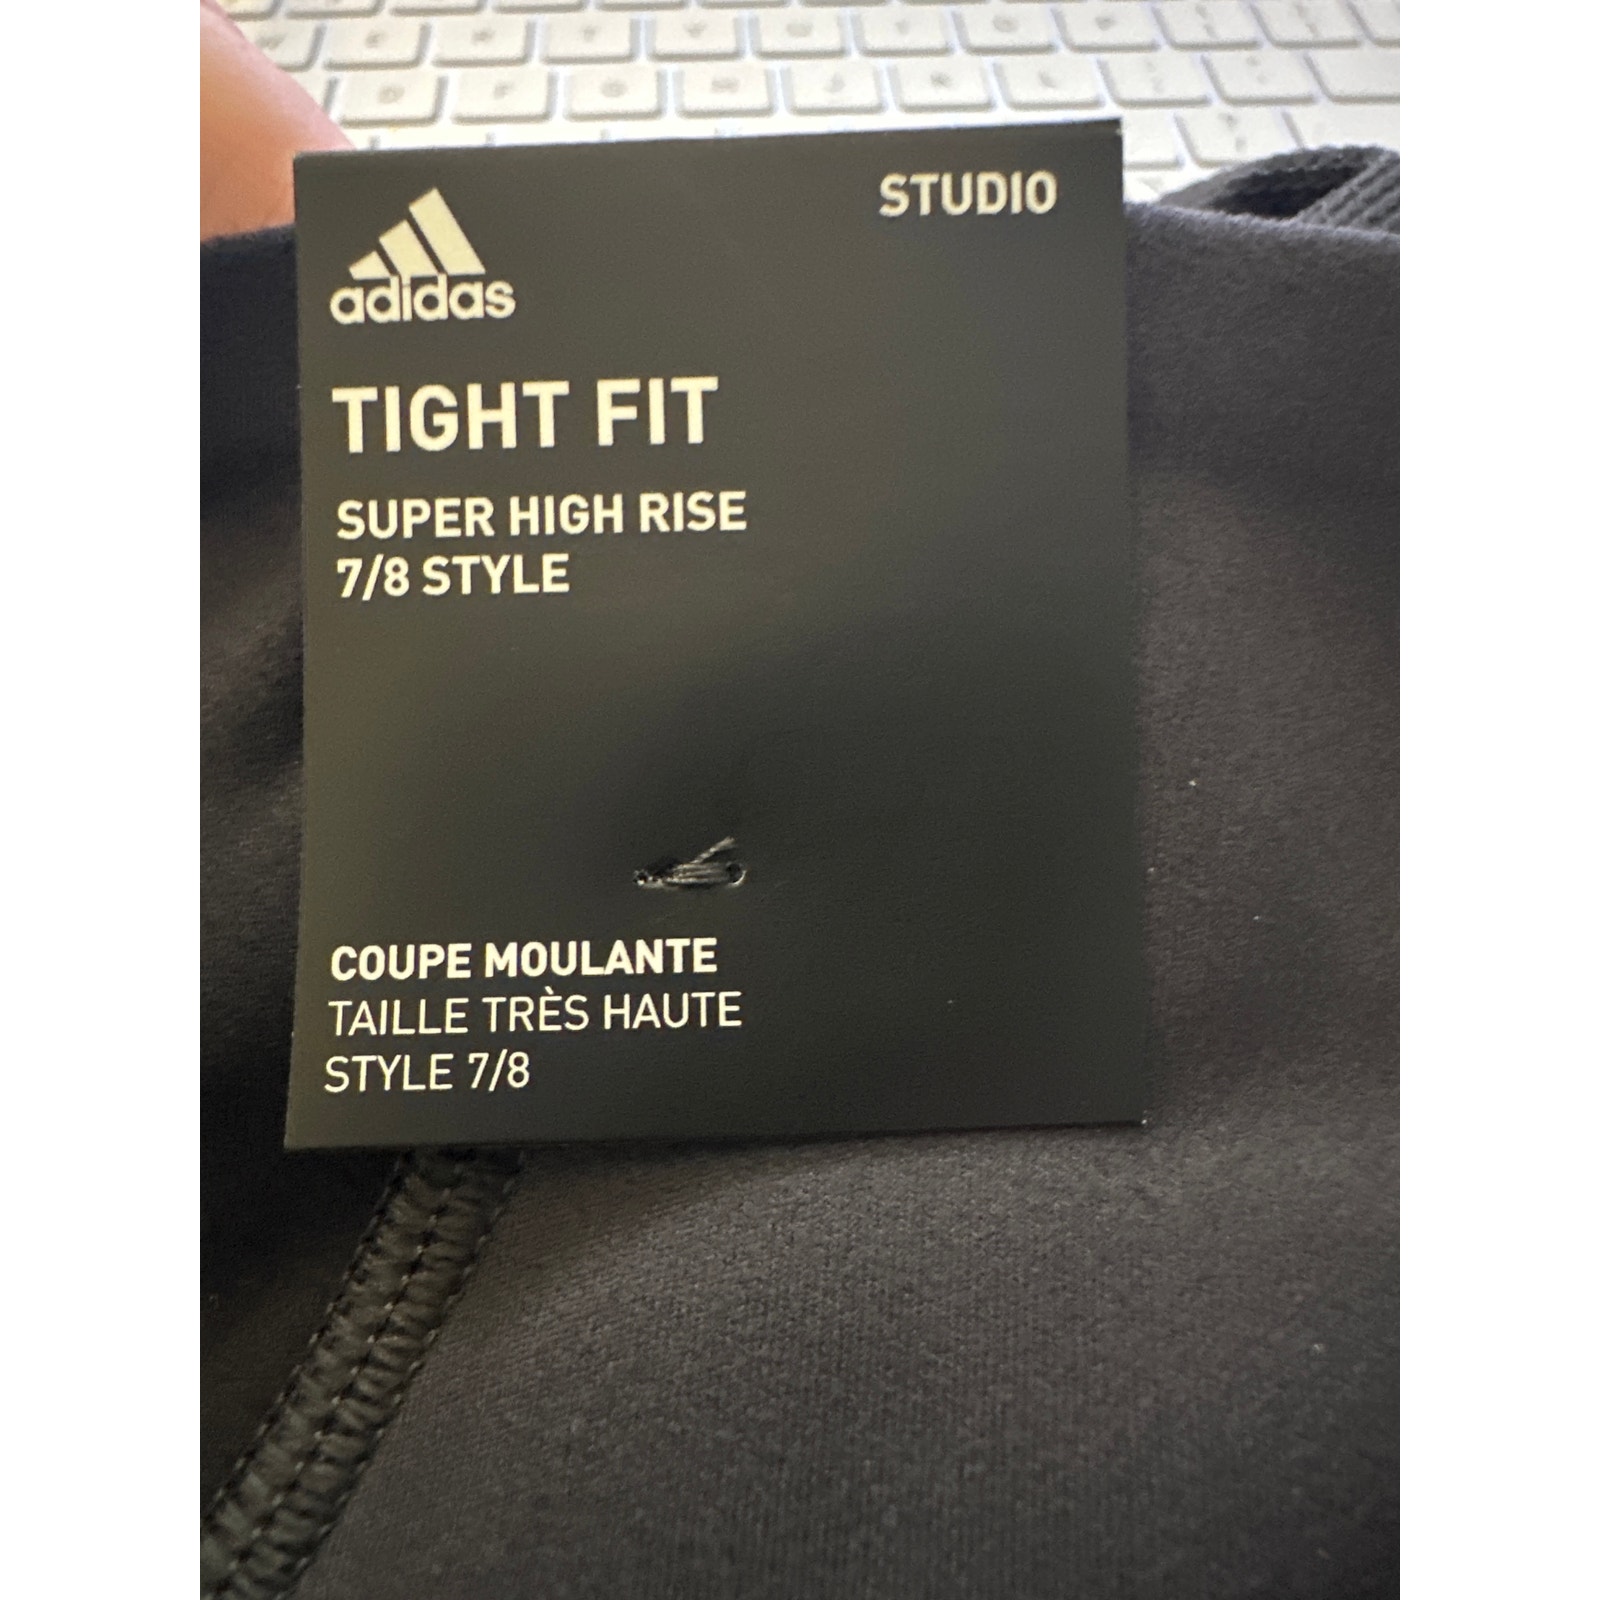 adidas
STUDIO
TIGHT FIT
SUPER HIGH RISE
7/8 STYLE
COUPE MOULANTE
TAILLE TRÈS HAUTE
STYLE 7/8